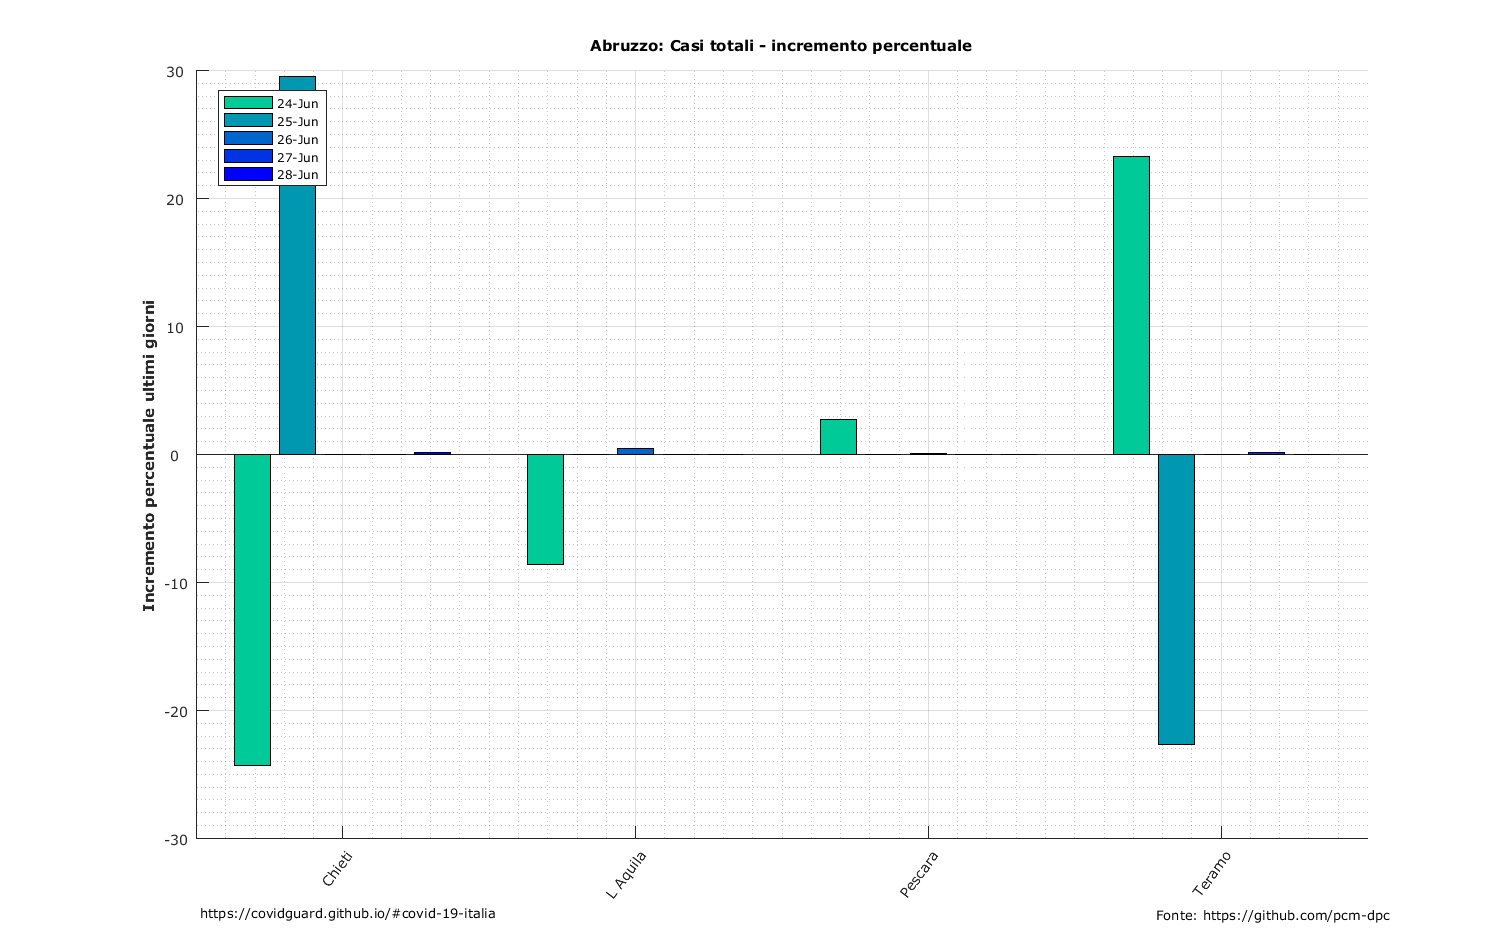 Abruzzo: Casi totali - incremento percentuale
30
20
10
0
-10
-20
-30
Incremento percentuale ultimi giorni
24-Jun
25-Jun
26-Jun
27-Jun
28-Jun
Chieti
L Aquila
Pescara
Teramo
https://covidguard.github.io/#covid-19-italia
Fonte: https://github.com/pcm-dpc